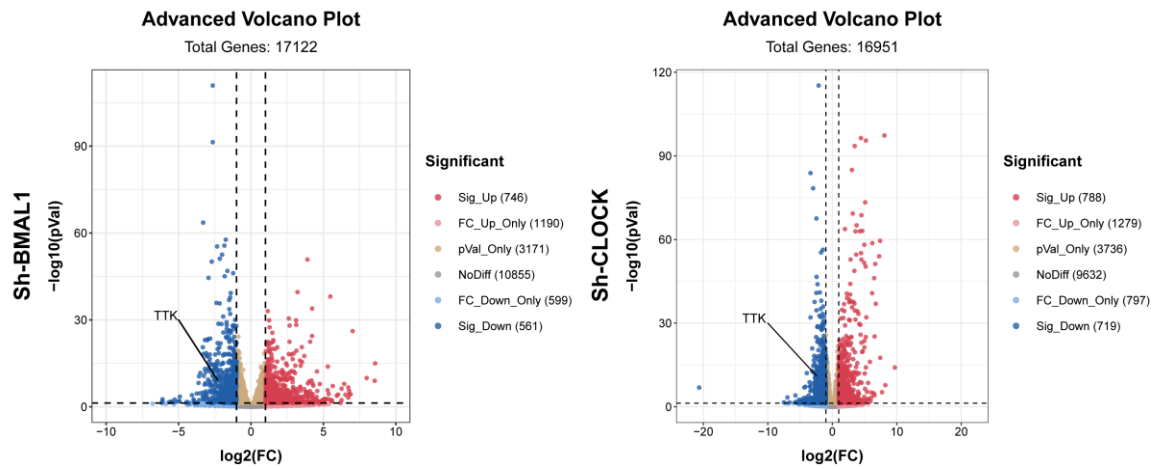 Advanced Volcano Plot
Total Genes: 17122
Sh-BMAL1
−log10(pVal)
90
60
30
0
TTK
−10
−5
0
5
10
log2(FC)
Significant
Sig_Up (746)
FC_Up_Only (1190)
pVal_Only (3171)
NoDiff (10855)
FC_Down_Only (599)
Sig_Down (561)
Advanced Volcano Plot
Total Genes: 16951
Sh-CLOCK
−log10(pVal)
120
90
60
30
0
TTK
−20
−10
0
10
20
log2(FC)
Significant
Sig_Up (788)
FC_Up_Only (1279)
pVal_Only (3736)
NoDiff (9632)
FC_Down_Only (797)
Sig_Down (719)